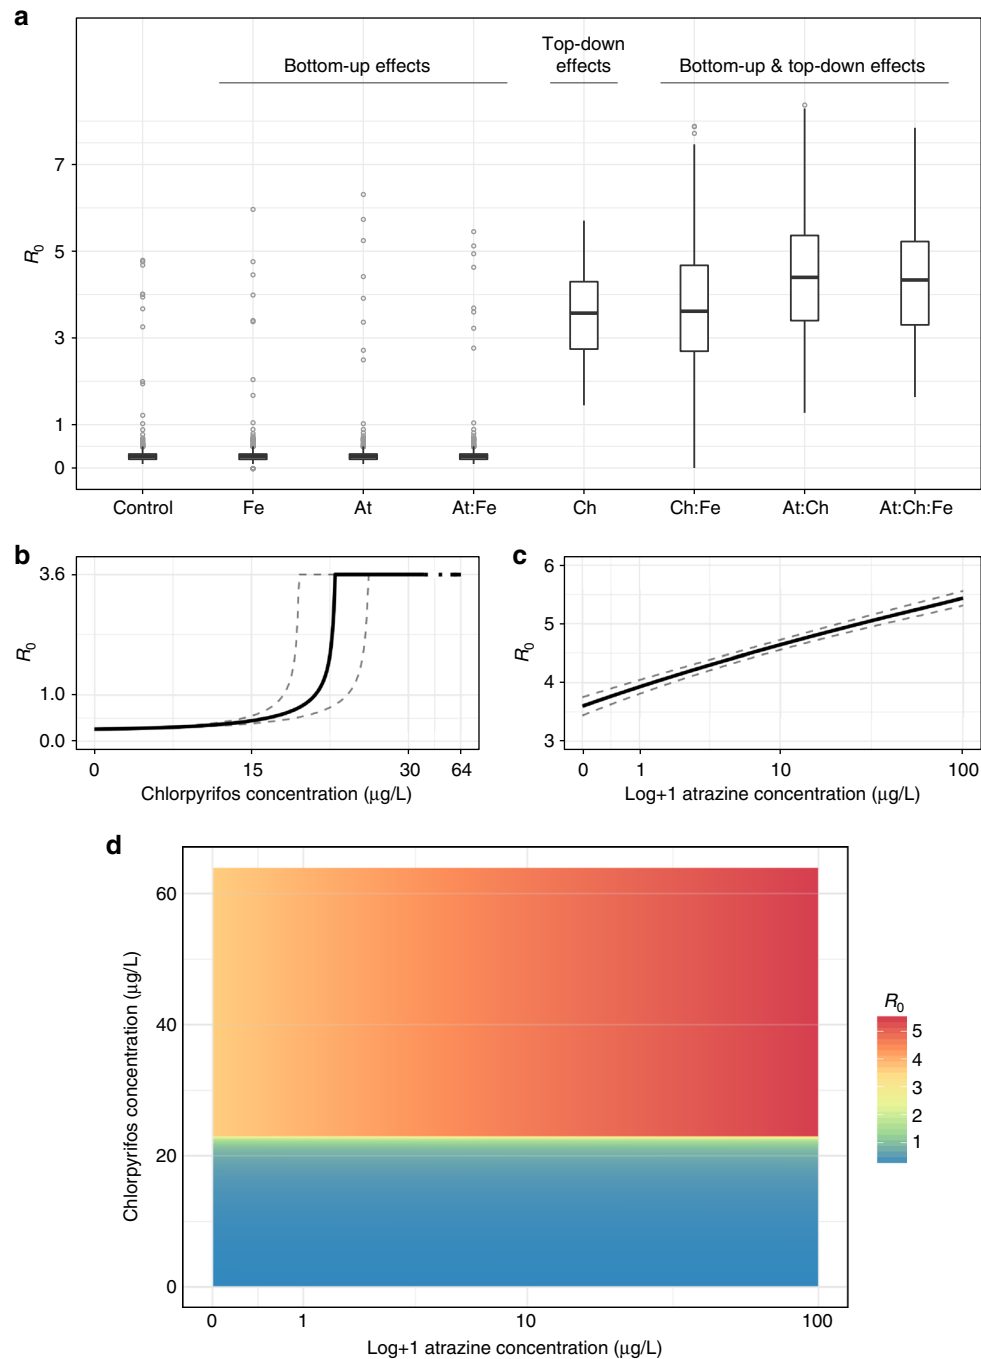 a
Bottom-up effects
Top-down
effects
Bottom-up & top-down effects
7
5
3
1
0
R0
Control Fe At At:Fe Ch Ch:Fe At:Ch At:Ch:Fe
b
3.6
1.0
0.0
R0
0 15 30 64
Chlorpyrifos concentration (μg/L)
c
6
5
4
3
R0
0 1 10 100
Log+1 atrazine concentration (μg/L)
d
60
40
20
0
Chlorpyrifos concentration (μg/L)
0 1 10 100
Log+1 atrazine concentration (μg/L)
R0
5
4
3
2
1